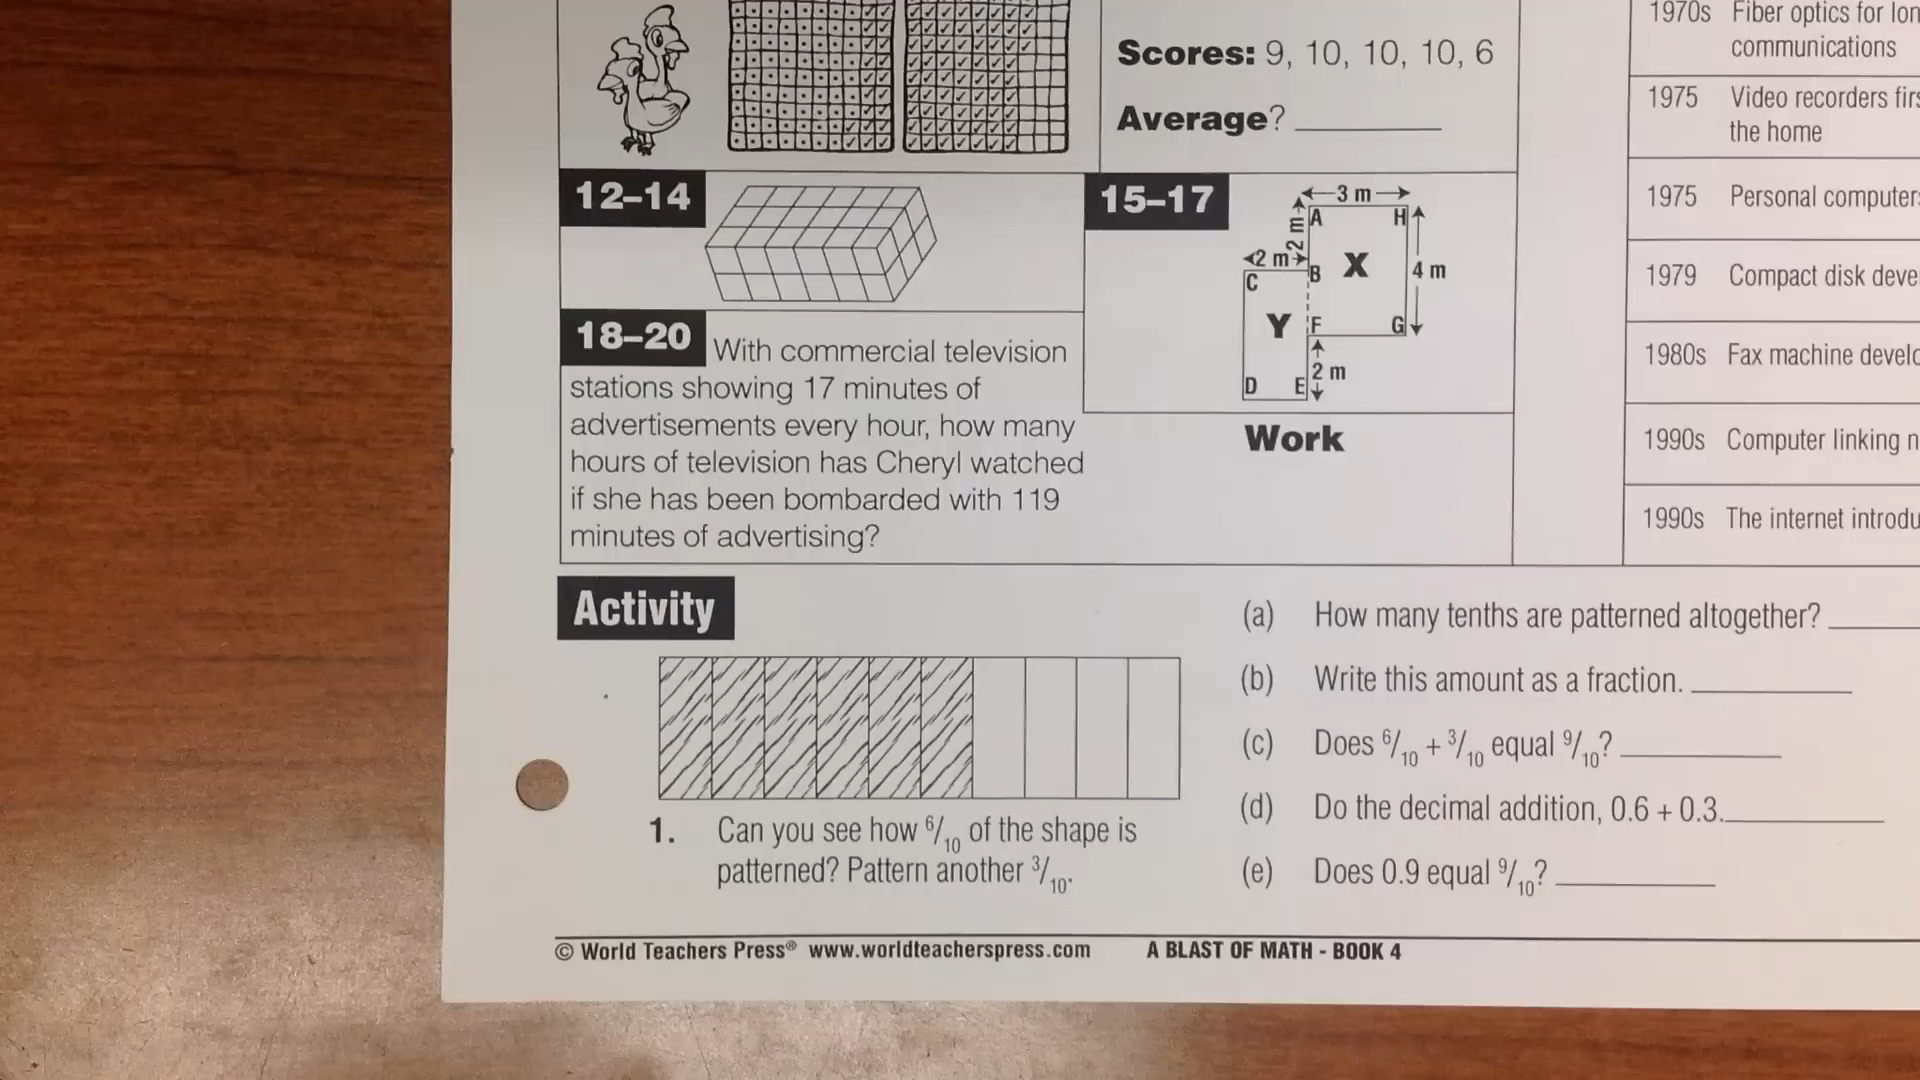 Scores: 9, 10, 10, 10, 6
Average? __________
12–14
15–17
3 m
A
H
2 m
2 m
B
X
4 m
C
Y
F
G
2 m
D
E
18–20 With commercial television
stations showing 17 minutes of
advertisements every hour, how many
hours of television has Cheryl watched
if she has been bombarded with 119
minutes of advertising?
Work
1970s Fiber optics for
communications
1975 Video recorders
the home
1975 Personal
1979 Compact disk
1980s Fax machine
1990s Computer linking
1990s The internet
Activity
1. Can you see how 6/10 of the shape is
patterned? Pattern another 3/10.
(a) How many tenths are patterned altogether? ______
(b) Write this amount as a fraction. __________
(c) Does 6/10 + 3/10 equal 9/10? __________
(d) Do the decimal addition, 0.6 + 0.3. __________
(e) Does 0.9 equal 9/10? __________
© World Teachers Press® www.worldteacherspress.com A BLAST OF MATH - BOOK 4